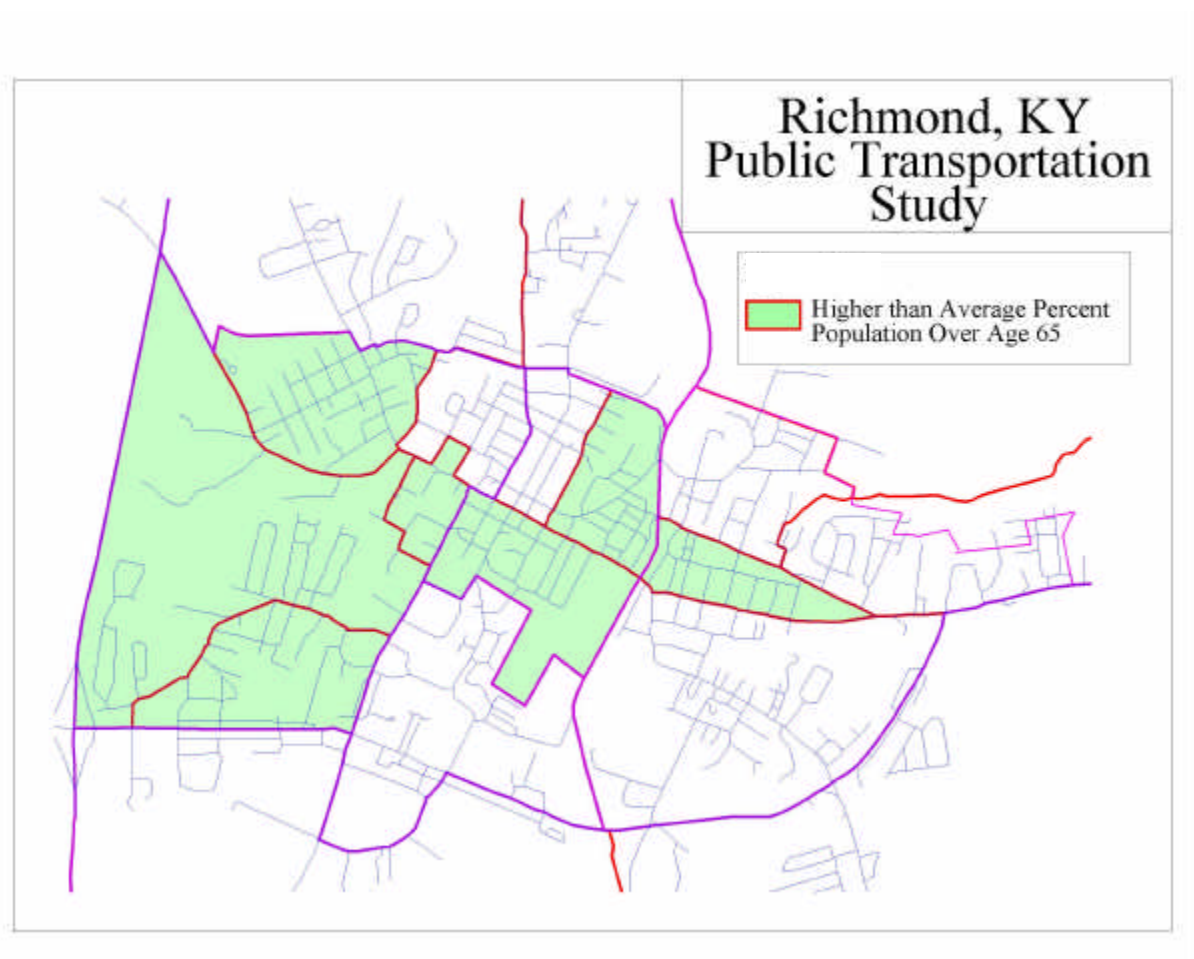 Richmond, KY
Public Transportation
Study
Higher than Average Percent
Population Over Age 65